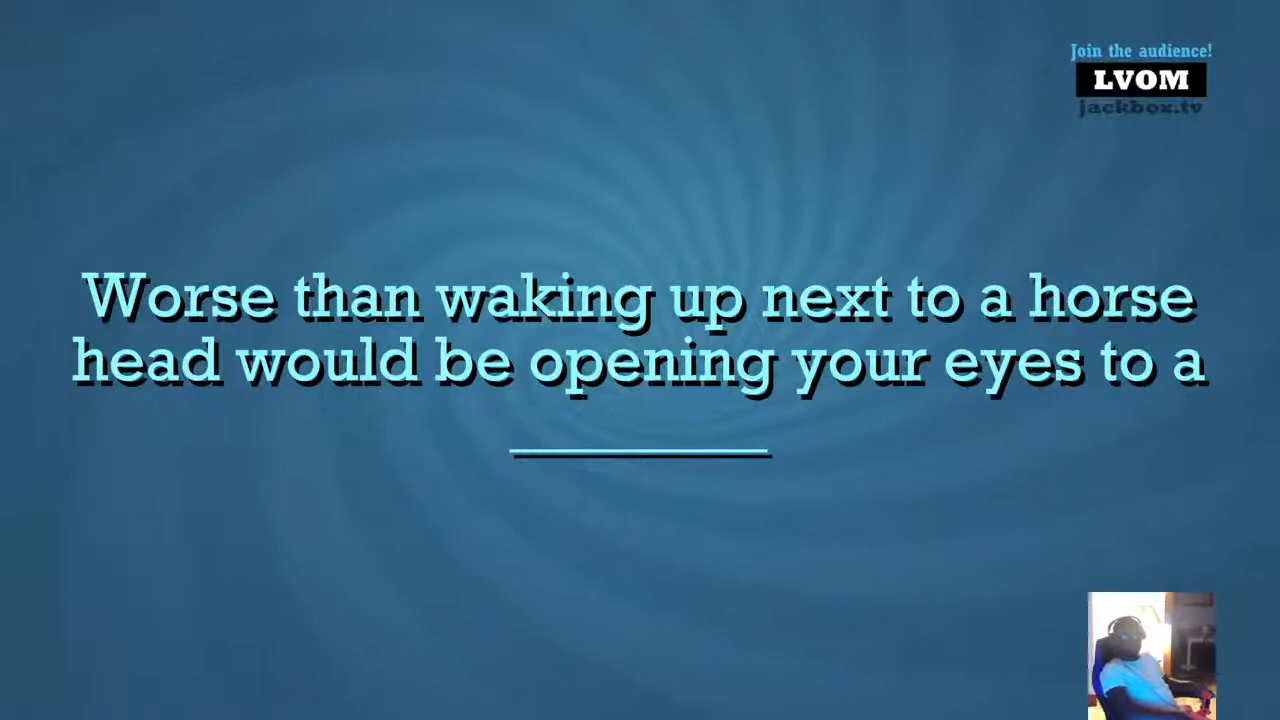 Join the audience!
LVOM
jackbox.tv
Worse than waking up next to a horse
head would be opening your eyes to a
__________